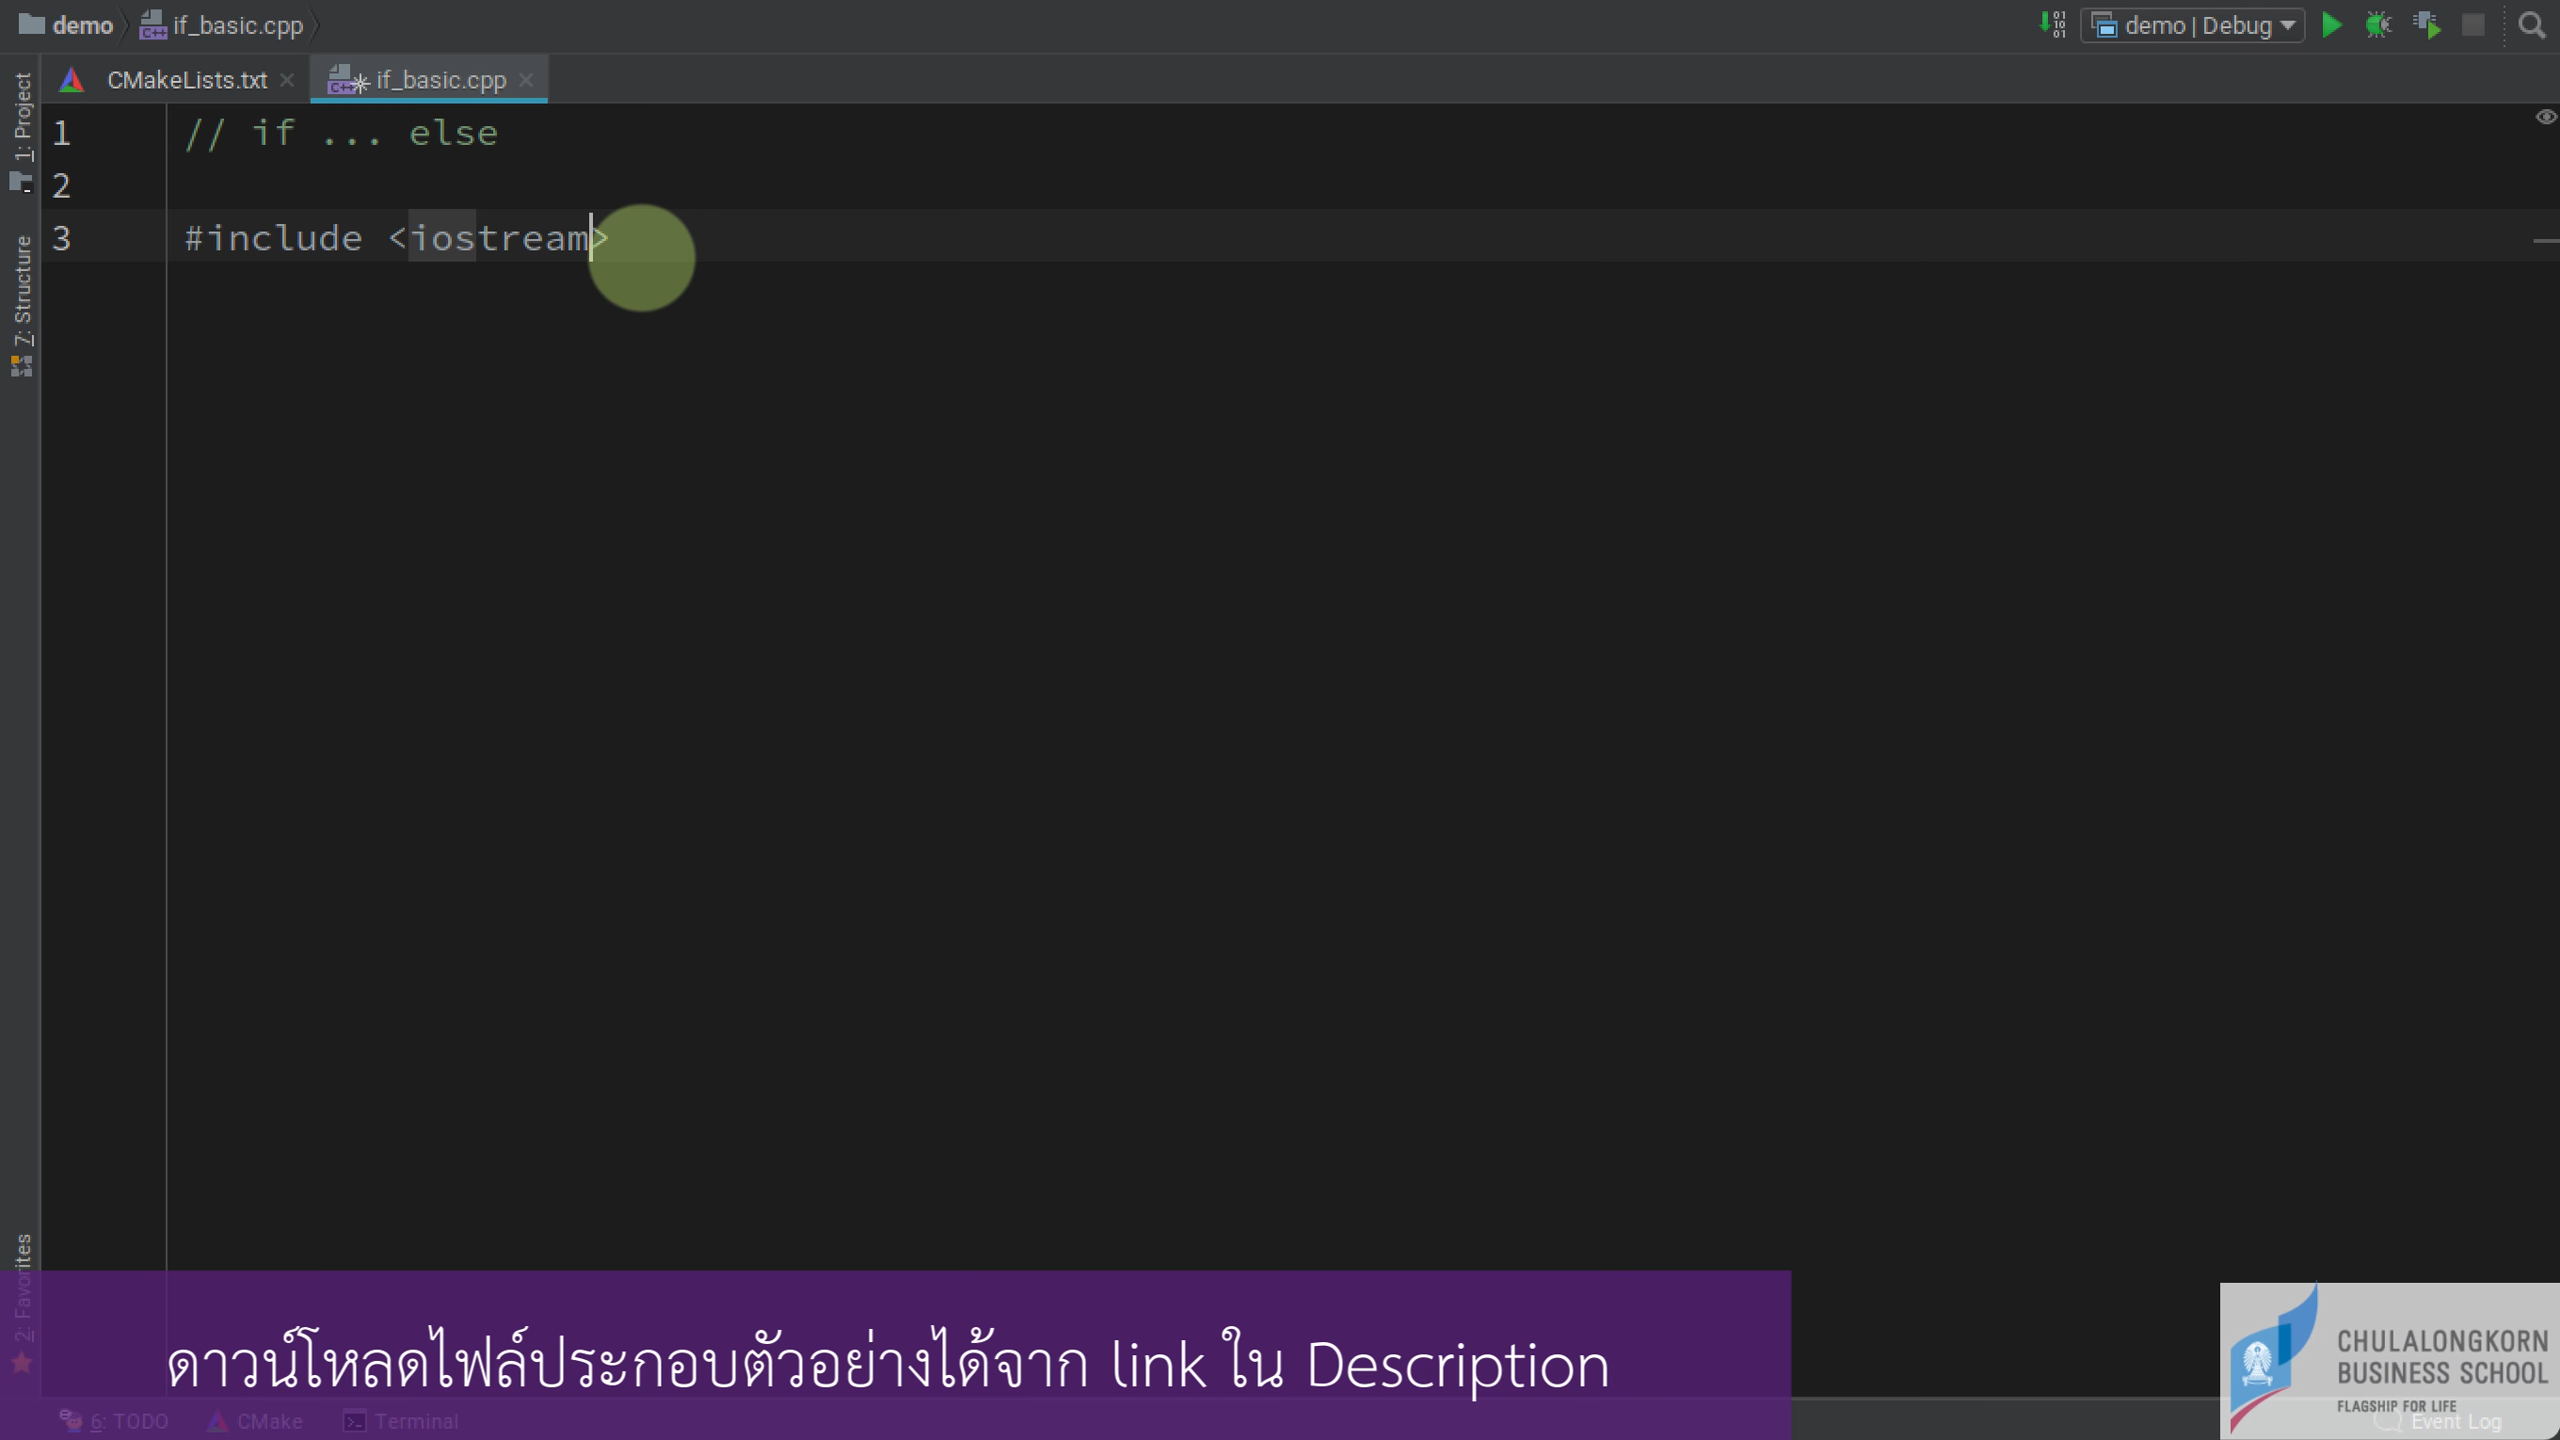 demo
if_basic.cpp
demo | Debug
CMakeLists.txt
if_basic.cpp
1: Project
7: Structure
2: Favorites
1 // if ... else
2
3 #include <iostream>
ดาวน์โหลดไฟล์ประกอบตัวอย่างได้จาก link ใน Description
CHULALONGKORN
BUSINESS SCHOOL
FLAGSHIP FOR LIFE
6: TODO
CMake
Terminal
Event Log